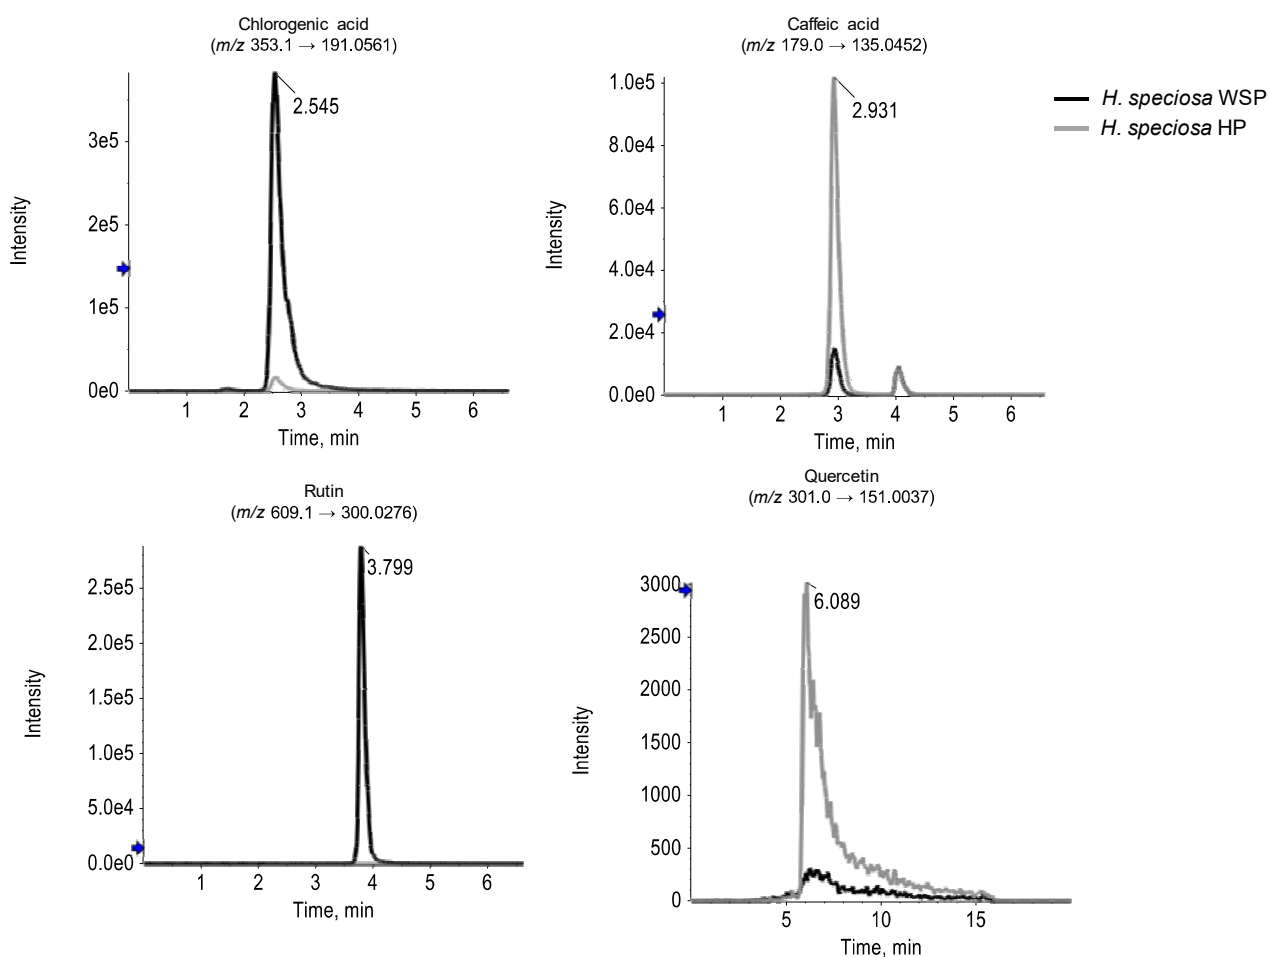 Chlorogenic acid
(m/z 353.1 → 191.0561)
2.545
3e5
2e5
1e5
0e0
1 2 3 4 5 6
Time, min
Intensity
Caffeic acid
(m/z 179.0 → 135.0452)
2.931
1.0e5
8.0e4
6.0e4
4.0e4
2.0e4
0.0e0
1 2 3 4 5 6
Time, min
Intensity
H. speciosa WSP
H. speciosa HP
Rutin
(m/z 609.1 → 300.0276)
3.799
2.5e5
2.0e5
1.5e5
1.0e5
5.0e4
0.0e0
1 2 3 4 5 6
Time, min
Intensity
Quercetin
(m/z 301.0 → 151.0037)
6.089
3000
2500
2000
1500
1000
500
0
5 10 15
Time, min
Intensity